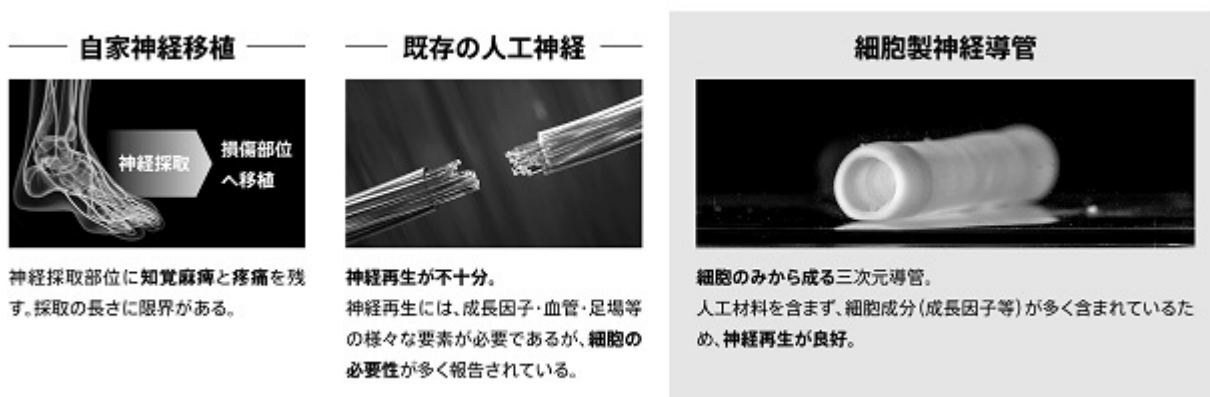 自家神経移植
神経採取
損傷部位
へ移植
神経採取部位に知覚麻痺と疼痛を残
す。採取の長さに限界がある。
既存の人工神経
神経再生が不十分。
神経再生には、成長因子・血管・足場等
の様々な要素が必要であるが、細胞の
必要性が多く報告されている。
細胞製神経導管
細胞のみから成る三次元導管。
人工材料を含まず、細胞成分(成長因子等)が多く含まれているた
め、神経再生が良好。